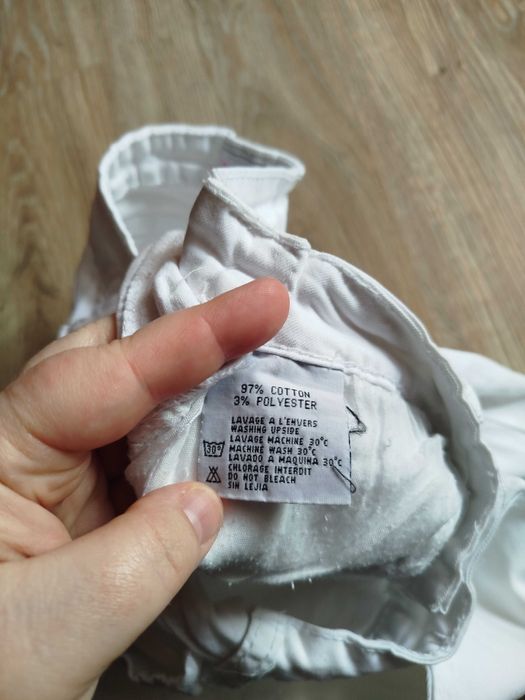 97% COTTON
3% POLYESTER
LAVAGE A L'ENVERS
WASHING UPSIDE
LAVAGE MACHINE 30°C
30° MACHINE WASH 30°C
LAVADO A MAQUINA 30°C
CHLORAGE INTERDIT
DO NOT BLEACH
SIN LEJIA